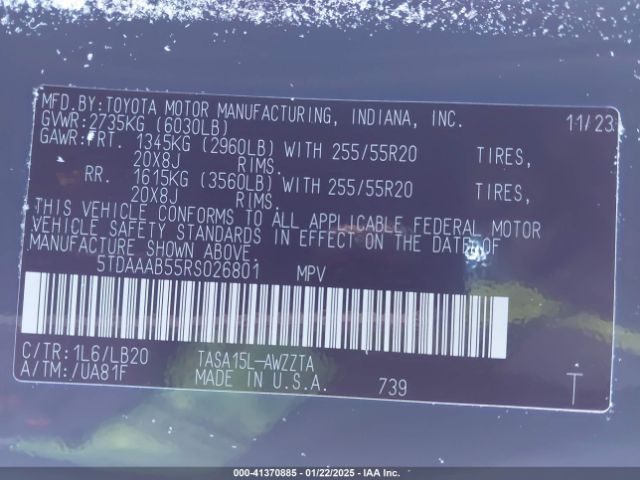 MFD.BY:TOYOTA MOTOR MANUFACTURING, INDIANA, INC. 11/23
GVWR:2735KG (6030LB)
GAWR:FRT. 1345KG (2960LB) WITH 255/55R20 TIRES,
20X8J RIMS.
RR. 1615KG (3560LB) WITH 255/55R20 TIRES,
20X8J RIMS.
THIS VEHICLE CONFORMS TO ALL APPLICABLE FEDERAL MOTOR
VEHICLE SAFETY STANDARDS IN EFFECT ON THE DATE OF
MANUFACTURE SHOWN ABOVE.
5TDAAAB55RS026801 MPV
C/TR:1L6/LB20 TASA15L-AWZZTA
A/TM:/UA81F MADE IN U.S.A. 739 T
000-41370885 - 01/22/2025 - IAA Inc.